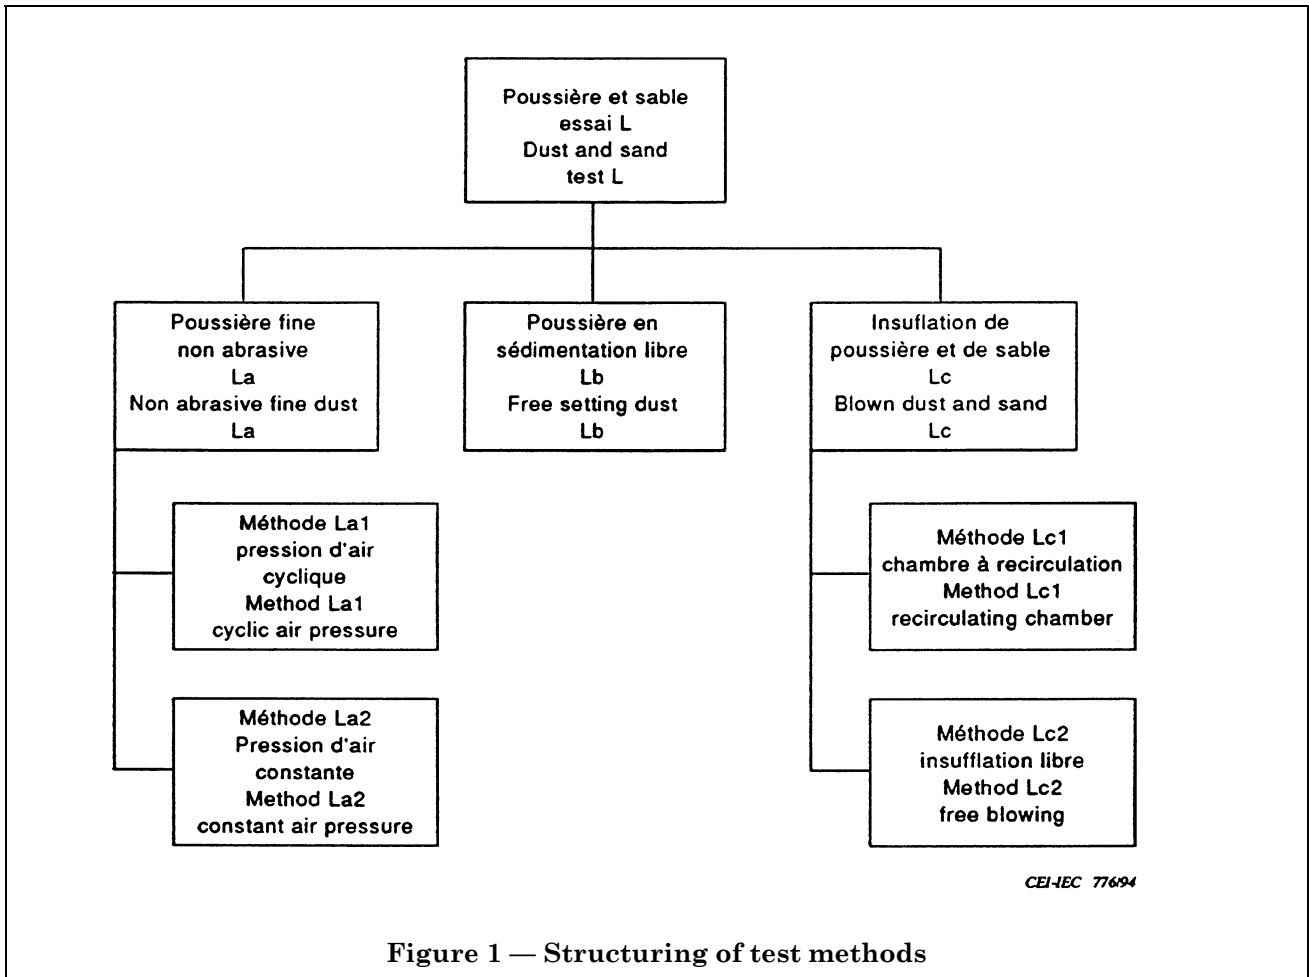 Poussière et sable
essai L
Dust and sand
test L
Poussière fine
non abrasive
La
Non abrasive fine dust
La
Poussière en
sédimentation libre
Lb
Free setting dust
Lb
Insuflation de
poussière et de sable
Lc
Blown dust and sand
Lc
Méthode La1
pression d'air
cyclique
Method La1
cyclic air pressure
Méthode Lc1
chambre à recirculation
Method Lc1
recirculating chamber
Méthode La2
Pression d'air
constante
Method La2
constant air pressure
Méthode Lc2
insufflation libre
Method Lc2
free blowing
CEI-IEC 776/94
Figure 1 — Structuring of test methods